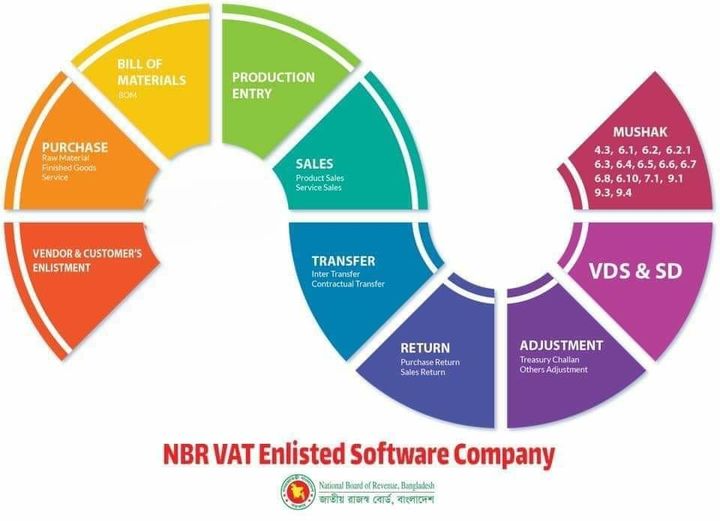 VENDOR & CUSTOMER'S
ENLISTMENT
PURCHASE
Raw Material
Finished Goods
Service
BILL OF
MATERIALS
BOM
PRODUCTION
ENTRY
SALES
Product Sales
Service Sales
TRANSFER
Inter Transfer
Contractual Transfer
RETURN
Purchase Return
Sales Return
ADJUSTMENT
Treasury Challan
Others Adjustment
VDS & SD
MUSHAK
4.3, 6.1, 6.2, 6.2.1
6.3, 6.4, 6.5, 6.6, 6.7
6.8, 6.10, 7.1, 9.1
9.3, 9.4
NBR VAT Enlisted Software Company
National Board of Revenue, Bangladesh
জাতীয় রাজস্ব বোর্ড, বাংলাদেশ